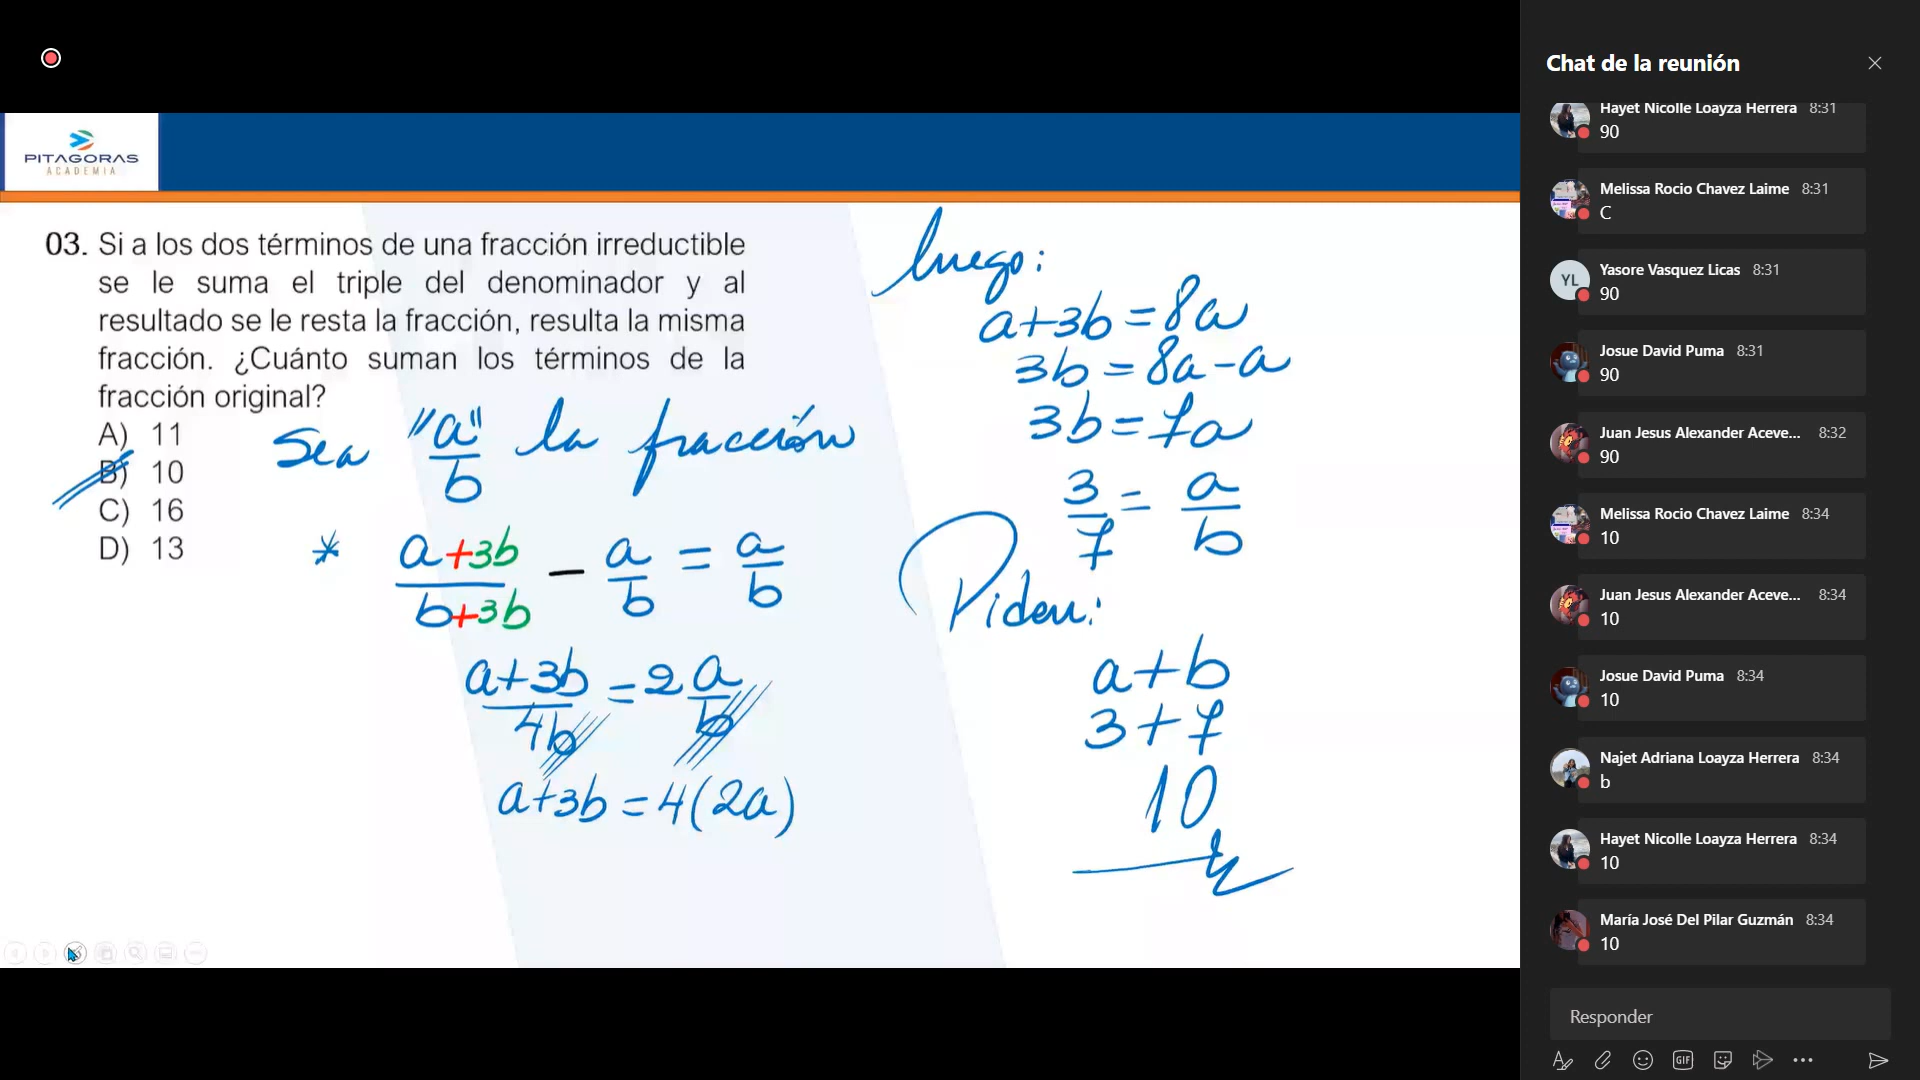 PITAGORAS
ACADEMIA
03. Si a los dos términos de una fracción irreductible
se le suma el triple del denominador y al
resultado se le resta la fracción, resulta la misma
fracción. ¿Cuánto suman los términos de la
fracción original?
A) 11
B) 10
C) 16
D) 13
Sea "a/b" la fracción
* (a+3b)/(b+3b) − a/b = a/b
(a+3b)/4b = 2 a/b
a+3b = 4(2a)
luego:
a+3b = 8a
3b = 8a − a
3b = 7a
3/7 = a/b
Piden:
a+b
3+7
10
Chat de la reunión
Hayet Nicolle Loayza Herrera 8:31
90
Melissa Rocio Chavez Laime 8:31
C
YL
Yasore Vasquez Licas 8:31
90
Josue David Puma 8:31
90
Juan Jesus Alexander Aceve... 8:32
90
Melissa Rocio Chavez Laime 8:34
10
Juan Jesus Alexander Aceve... 8:34
10
Josue David Puma 8:34
10
Najet Adriana Loayza Herrera 8:34
b
Hayet Nicolle Loayza Herrera 8:34
10
María José Del Pilar Guzmán 8:34
10
Responder
GIF